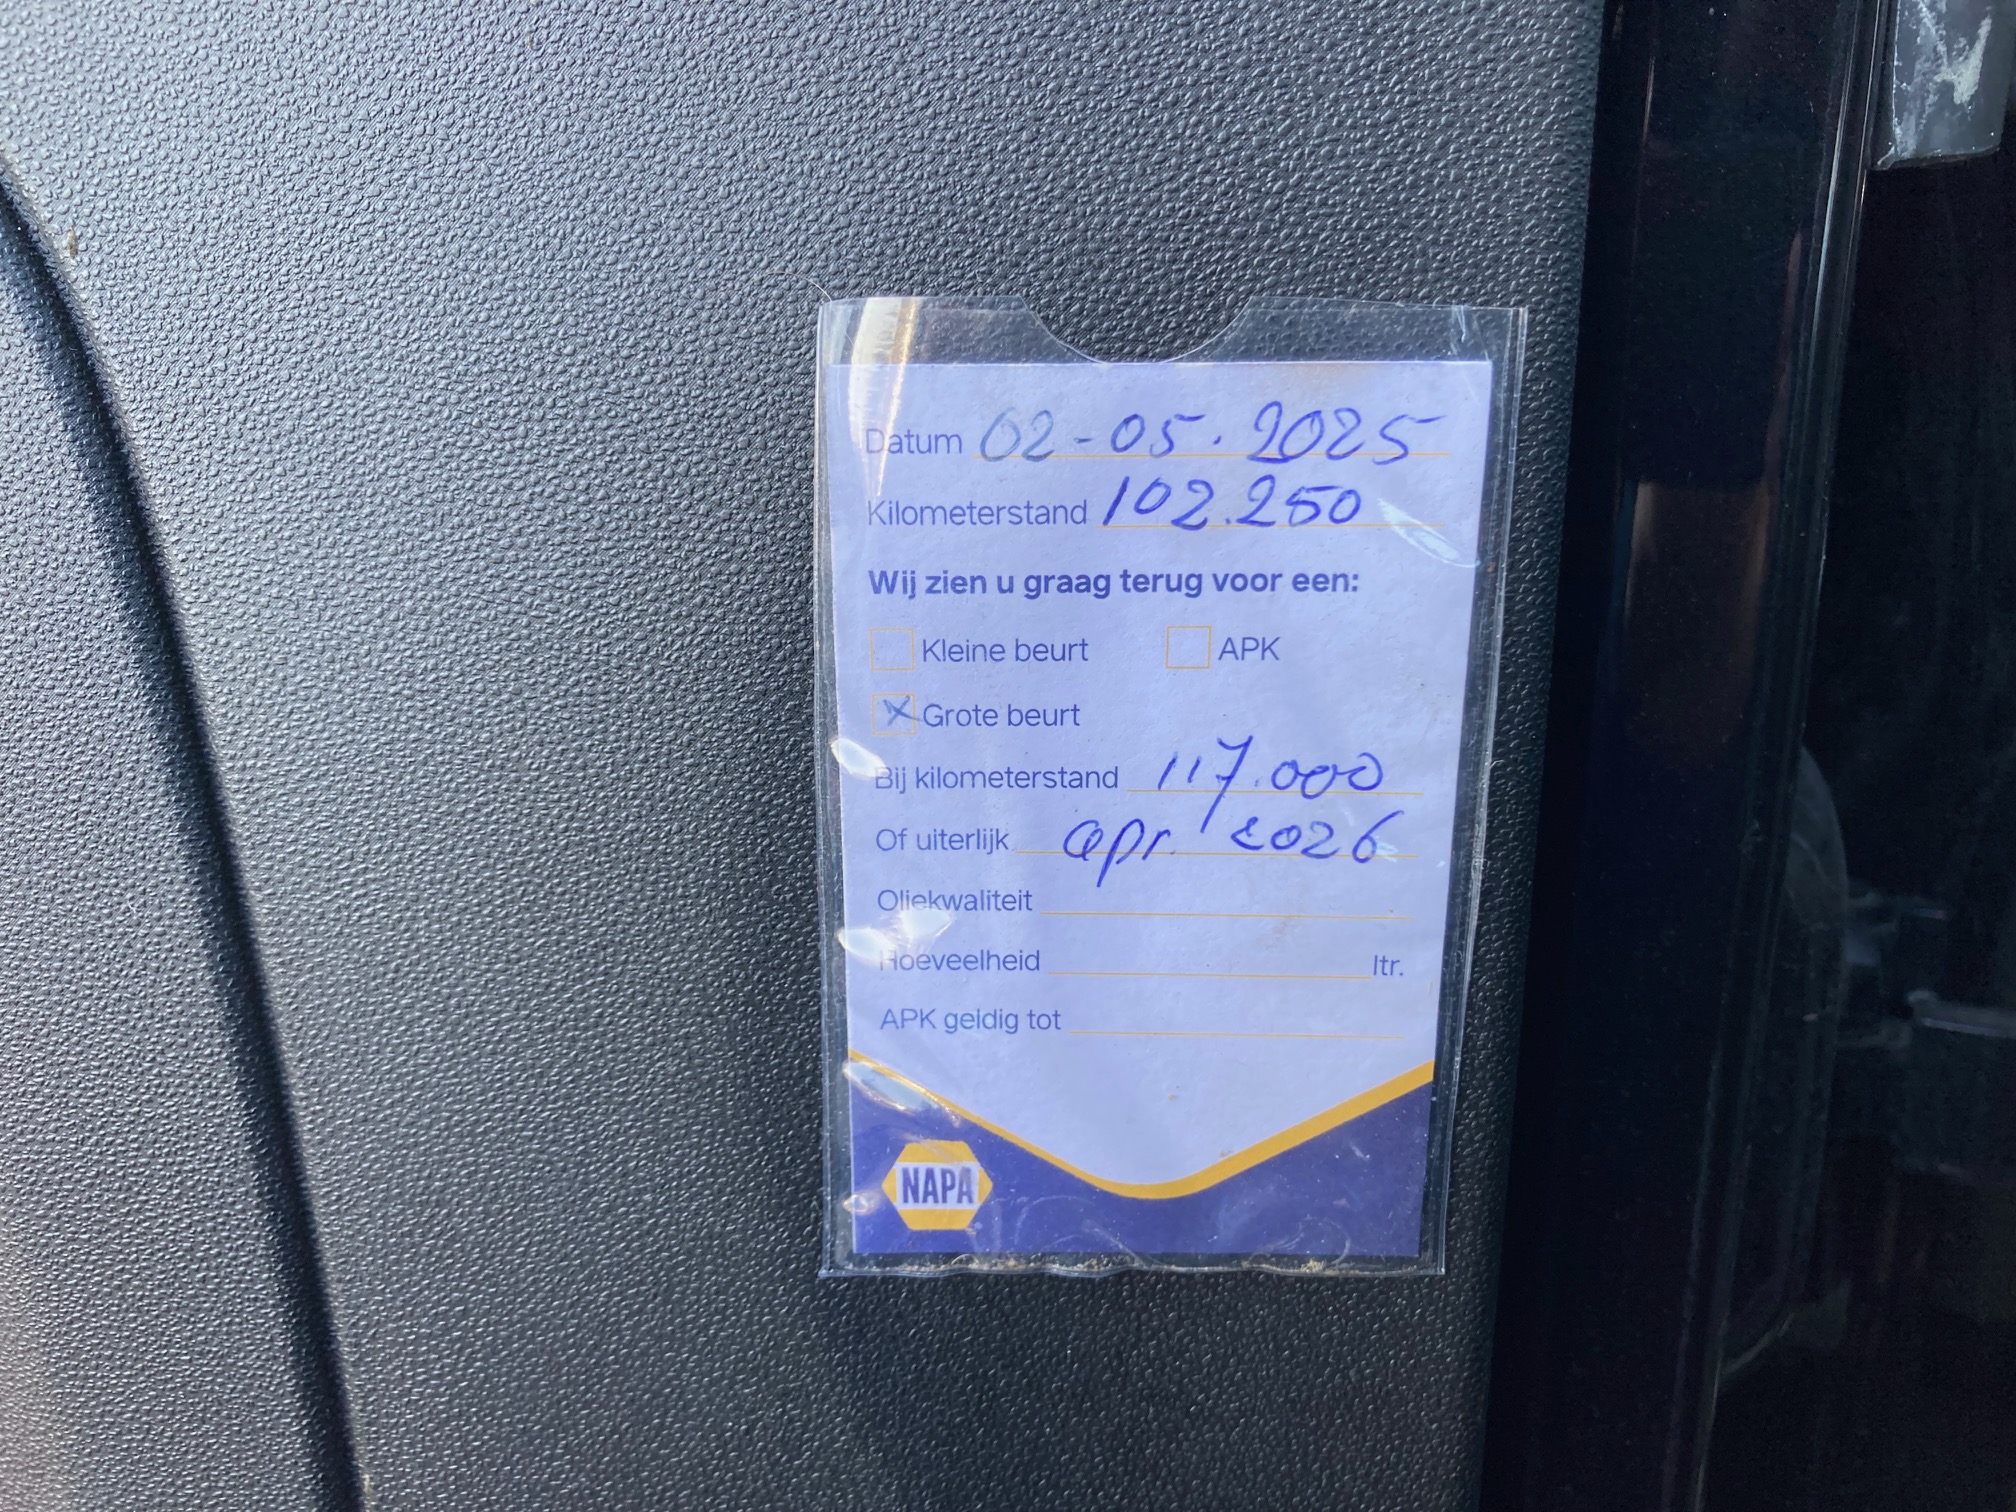 Datum 02-05.2025
Kilometerstand 102.250
Wij zien u graag terug voor een:
Kleine beurt APK
X Grote beurt
Bij kilometerstand 117.000
Of uiterlijk apr. 2026
Oliekwaliteit
Hoeveelheid ltr.
APK geldig tot
NAPA